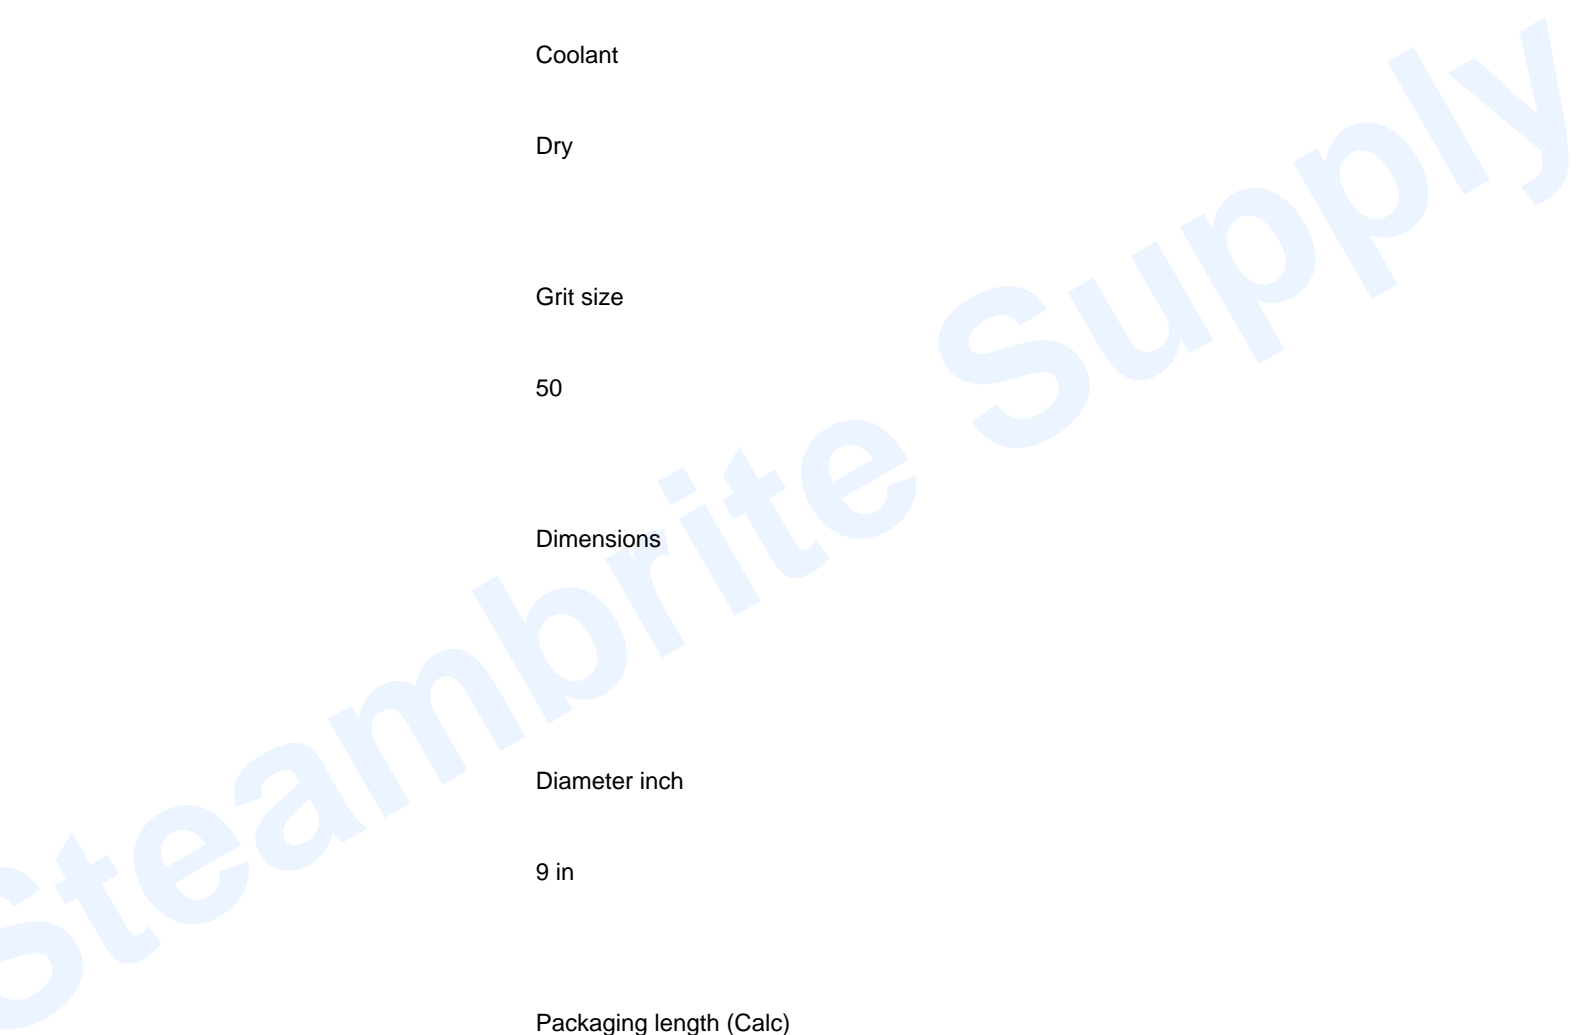 Coolant
Dry
Grit size
50
Dimensions
Diameter inch
9 in
Packaging length (Calc)
Steambrite Supply